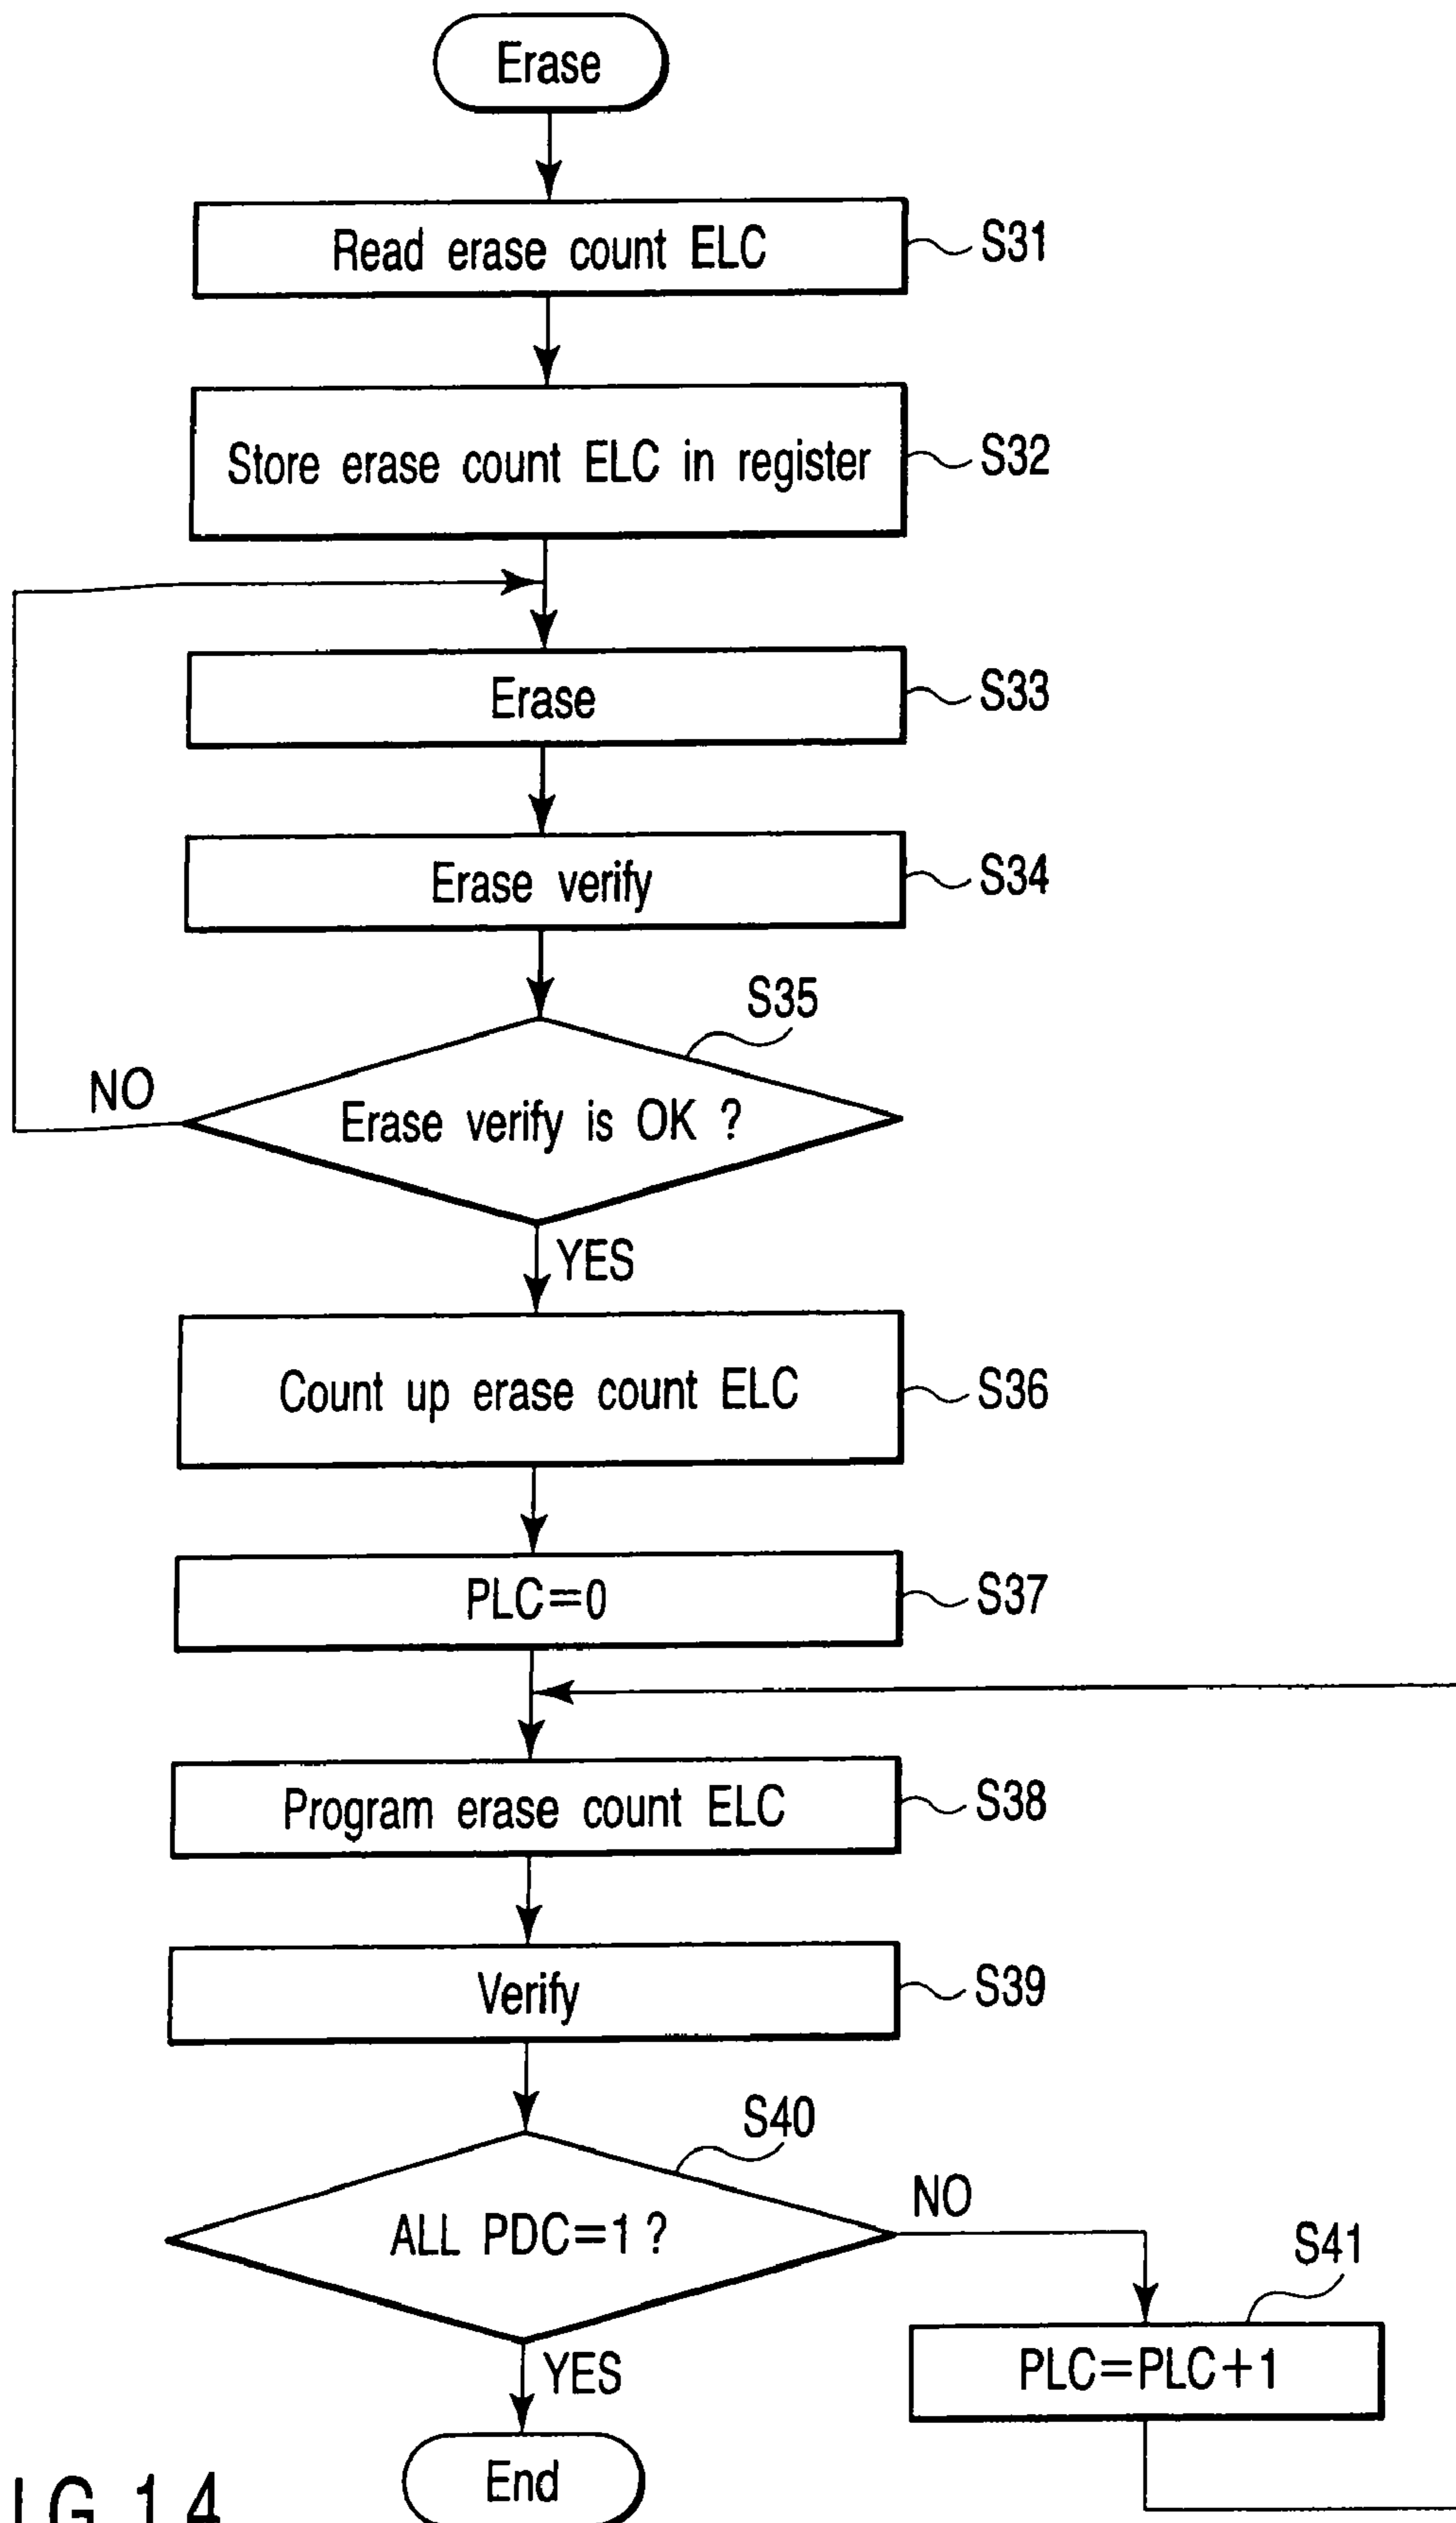 Erase
Read erase count ELC
S31
Store erase count ELC in register
S32
Erase
S33
Erase verify
S34
S35
NO
Erase verify is OK ?
YES
Count up erase count ELC
S36
PLC=0
S37
Program erase count ELC
S38
Verify
S39
S40
NO
ALL PDC=1 ?
S41
YES
PLC=PLC+1
End
IG 14